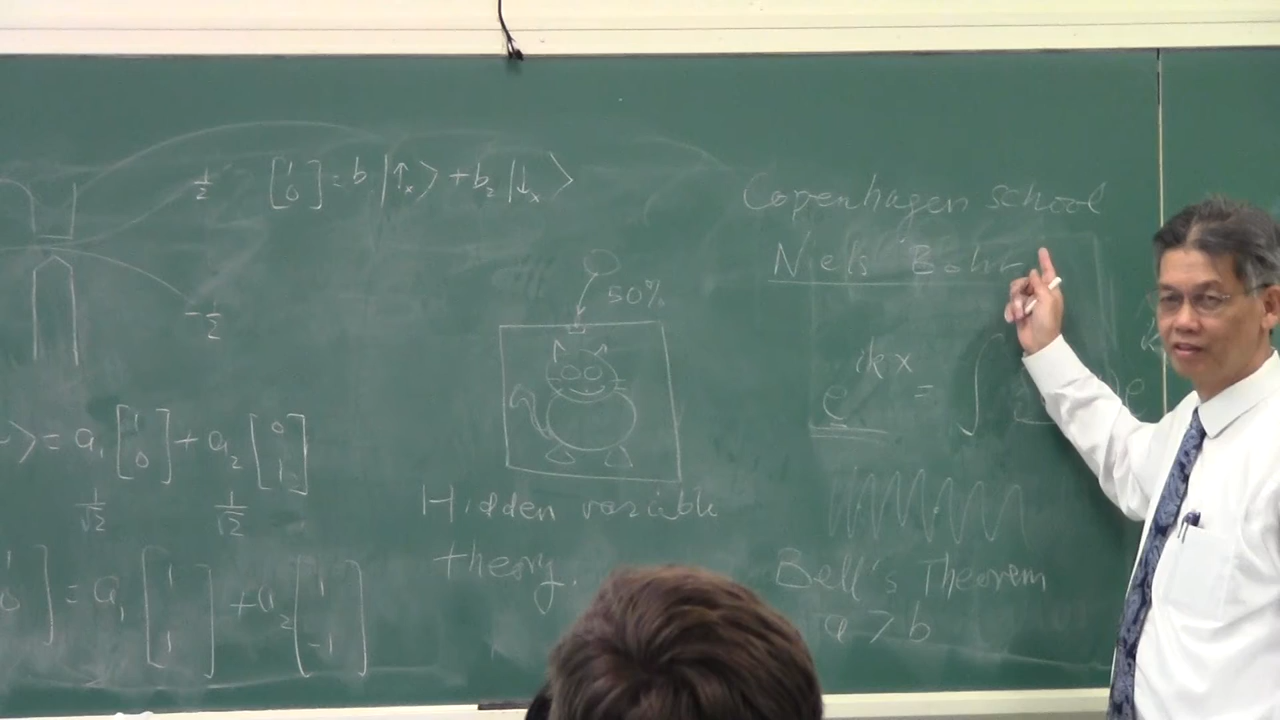 1/2 [1 0] = b |↑x> + b₂ |↓x>
-1/2
> = a₁ [1 0] + a₂ [0 1]
1/√2 1/√2
= a₁ [1 1] + a₂ [1 -1]
50%
Hidden variable
theory.
Copenhagen school
Niels Bohr
e^ikx = ∫
Bell's Theorem
a > b